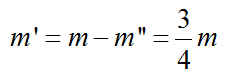 m' = m − m" = 3/4 m